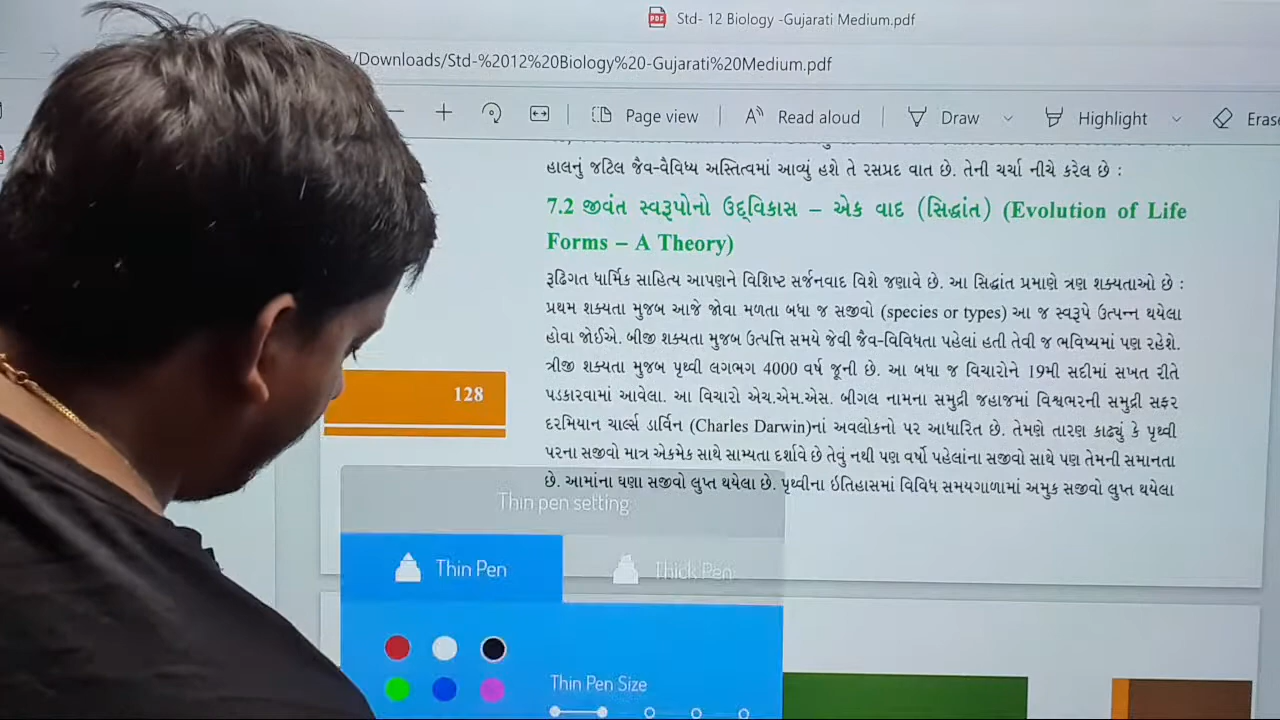 Std- 12 Biology -Gujarati Medium.pdf
/Downloads/Std-%2012%20Biology%20-Gujarati%20Medium.pdf
Page view
Read aloud
Draw
Highlight
Eras
હાલનું જટિલ જૈવ-વૈવિધ્ય અસ્તિત્વમાં આવ્યું હશે તે રસપ્રદ વાત છે. તેની ચર્ચા નીચે કરેલ છે :
7.2 જીવંત સ્વરૂપોનો ઉદ્‌વિકાસ – એક વાદ (સિદ્ધાંત) (Evolution of Life
Forms – A Theory)
રૂઢિગત ધાર્મિક સાહિત્ય આપણને વિશિષ્ટ સર્જનવાદ વિશે જણાવે છે. આ સિદ્ધાંત પ્રમાણે ત્રણ શક્યતાઓ છે :
પ્રથમ શક્યતા મુજબ આજે જોવા મળતા બધા જ સજીવો (species or types) આ જ સ્વરૂપે ઉત્પન્ન થયેલા
હોવા જોઈએ. બીજી શક્યતા મુજબ ઉત્પત્તિ સમયે જેવી જૈવ-વિવિધતા પહેલાં હતી તેવી જ ભવિષ્યમાં પણ રહેશે.
ત્રીજી શક્યતા મુજબ પૃથ્વી લગભગ 4000 વર્ષ જૂની છે. આ બધા જ વિચારોને 19મી સદીમાં સખત રીતે
પડકારવામાં આવેલા. આ વિચારો એચ.એમ.એસ. બીગલ નામના સમુદ્રી જહાજમાં વિશ્વભરની સમુદ્રી સફર
દરમિયાન ચાર્લ્સ ડાર્વિન (Charles Darwin)નાં અવલોકનો પર આધારિત છે. તેમણે તારણ કાઢ્યું કે પૃથ્વી
પરના સજીવો માત્ર એકમેક સાથે સામ્યતા દર્શાવે છે તેવું નથી પણ વર્ષો પહેલાંના સજીવો સાથે પણ તેમની સમાનતા
છે. આમાંના ઘણા સજીવો લુપ્ત થયેલા છે. પૃથ્વીના ઇતિહાસમાં વિવિધ સમયગાળામાં અમુક સજીવો લુપ્ત થયેલા
128
Thin pen setting
Thin Pen
Thick Pen
Thin Pen Size